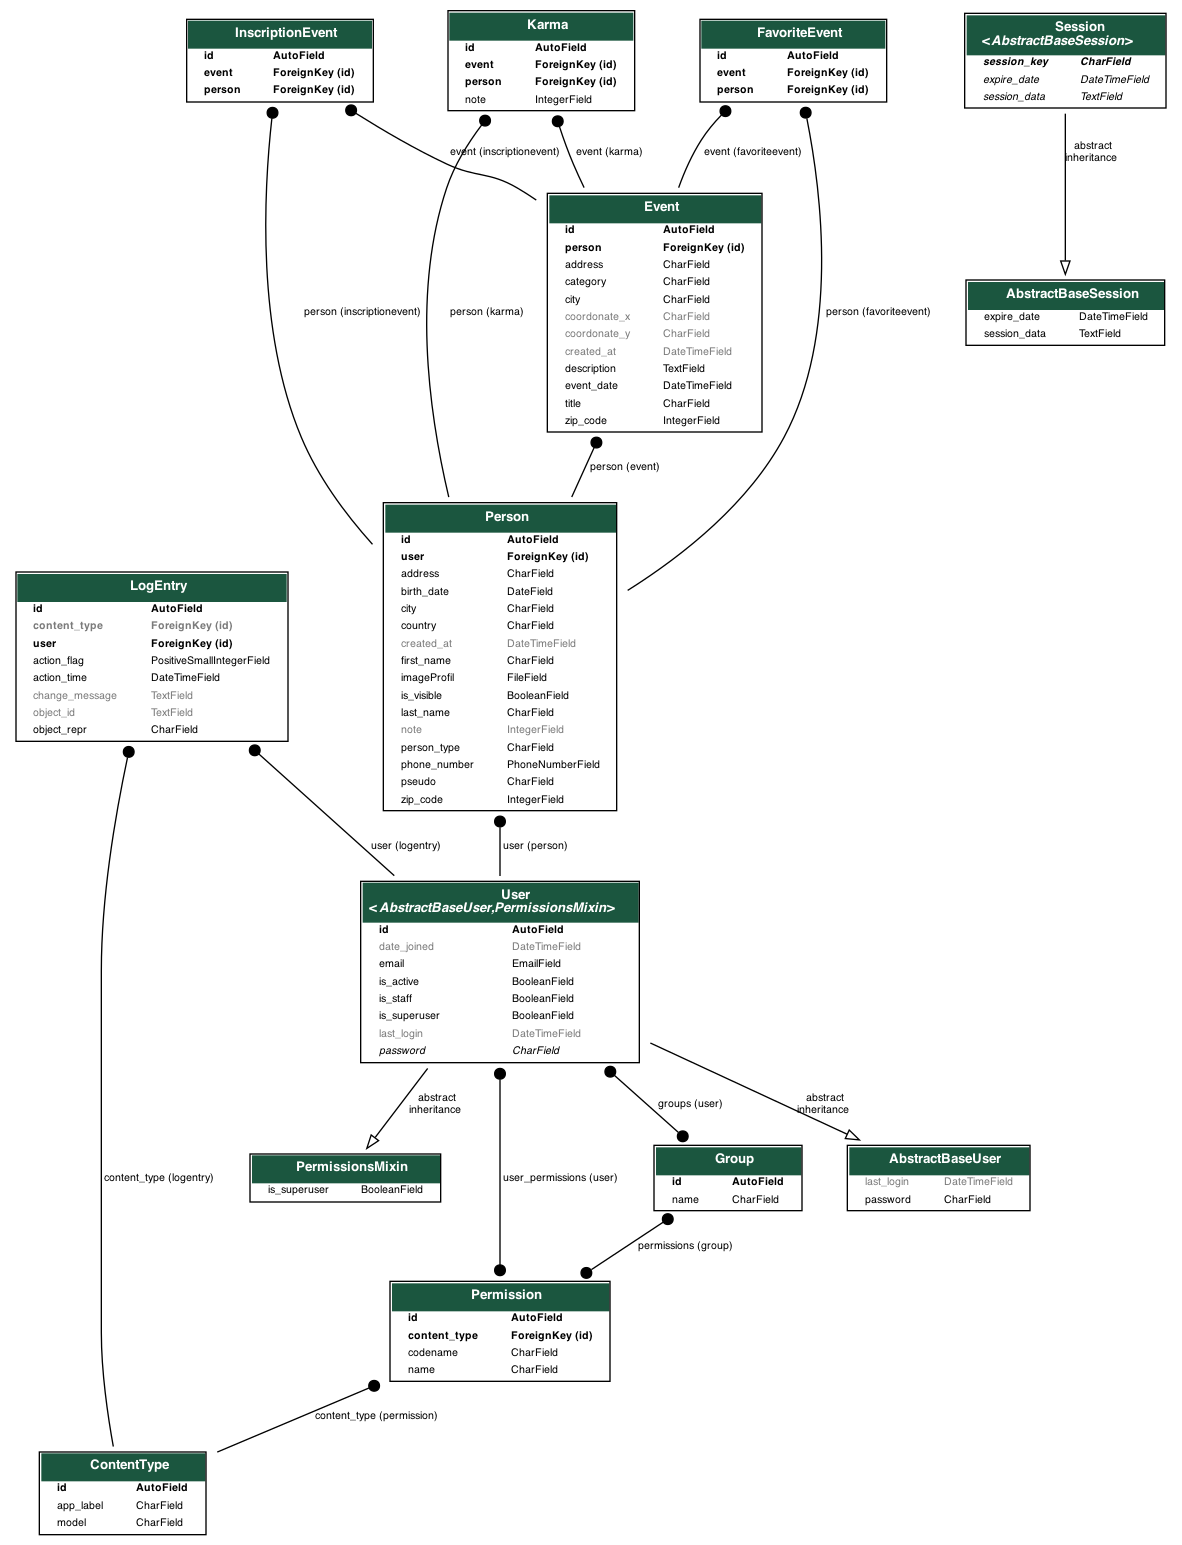 InscriptionEvent
id AutoField
event ForeignKey (id)
person ForeignKey (id)
Karma
id AutoField
event ForeignKey (id)
person ForeignKey (id)
note IntegerField
FavoriteEvent
id AutoField
event ForeignKey (id)
person ForeignKey (id)
Session
<AbstractBaseSession>
session_key CharField
expire_date DateTimeField
session_data TextField
event (inscriptionevent)
event (karma)
event (favoriteevent)
abstract
inheritance
Event
id AutoField
person ForeignKey (id)
address CharField
category CharField
city CharField
coordonate_x CharField
coordonate_y CharField
created_at DateTimeField
description TextField
event_date DateTimeField
title CharField
zip_code IntegerField
AbstractBaseSession
expire_date DateTimeField
session_data TextField
person (inscriptionevent)
person (karma)
person (favoriteevent)
person (event)
Person
id AutoField
user ForeignKey (id)
address CharField
birth_date DateField
city CharField
country CharField
created_at DateTimeField
first_name CharField
imageProfil FileField
is_visible BooleanField
last_name CharField
note IntegerField
person_type CharField
phone_number PhoneNumberField
pseudo CharField
zip_code IntegerField
LogEntry
id AutoField
content_type ForeignKey (id)
user ForeignKey (id)
action_flag PositiveSmallIntegerField
action_time DateTimeField
change_message TextField
object_id TextField
object_repr CharField
user (logentry)
user (person)
User
<AbstractBaseUser,PermissionsMixin>
id AutoField
date_joined DateTimeField
email EmailField
is_active BooleanField
is_staff BooleanField
is_superuser BooleanField
last_login DateTimeField
password CharField
abstract
inheritance
groups (user)
abstract
inheritance
PermissionsMixin
is_superuser BooleanField
Group
id AutoField
name CharField
AbstractBaseUser
last_login DateTimeField
password CharField
content_type (logentry)
user_permissions (user)
permissions (group)
Permission
id AutoField
content_type ForeignKey (id)
codename CharField
name CharField
content_type (permission)
ContentType
id AutoField
app_label CharField
model CharField